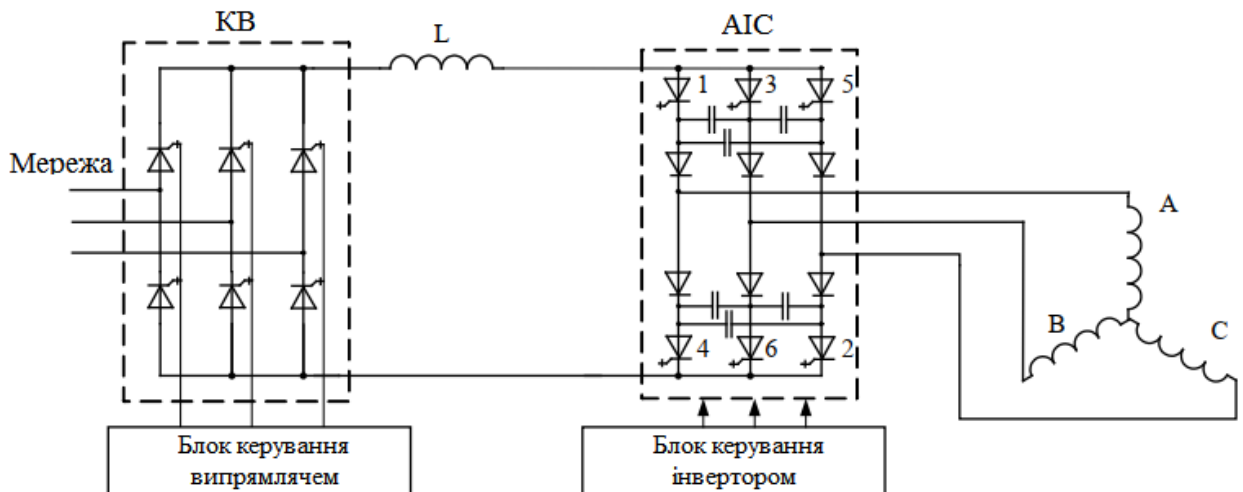 КВ
L
АІС
1 3 5
Мережа
A
B
C
4 6 2
Блок керування
випрямлячем
Блок керування
інвертором